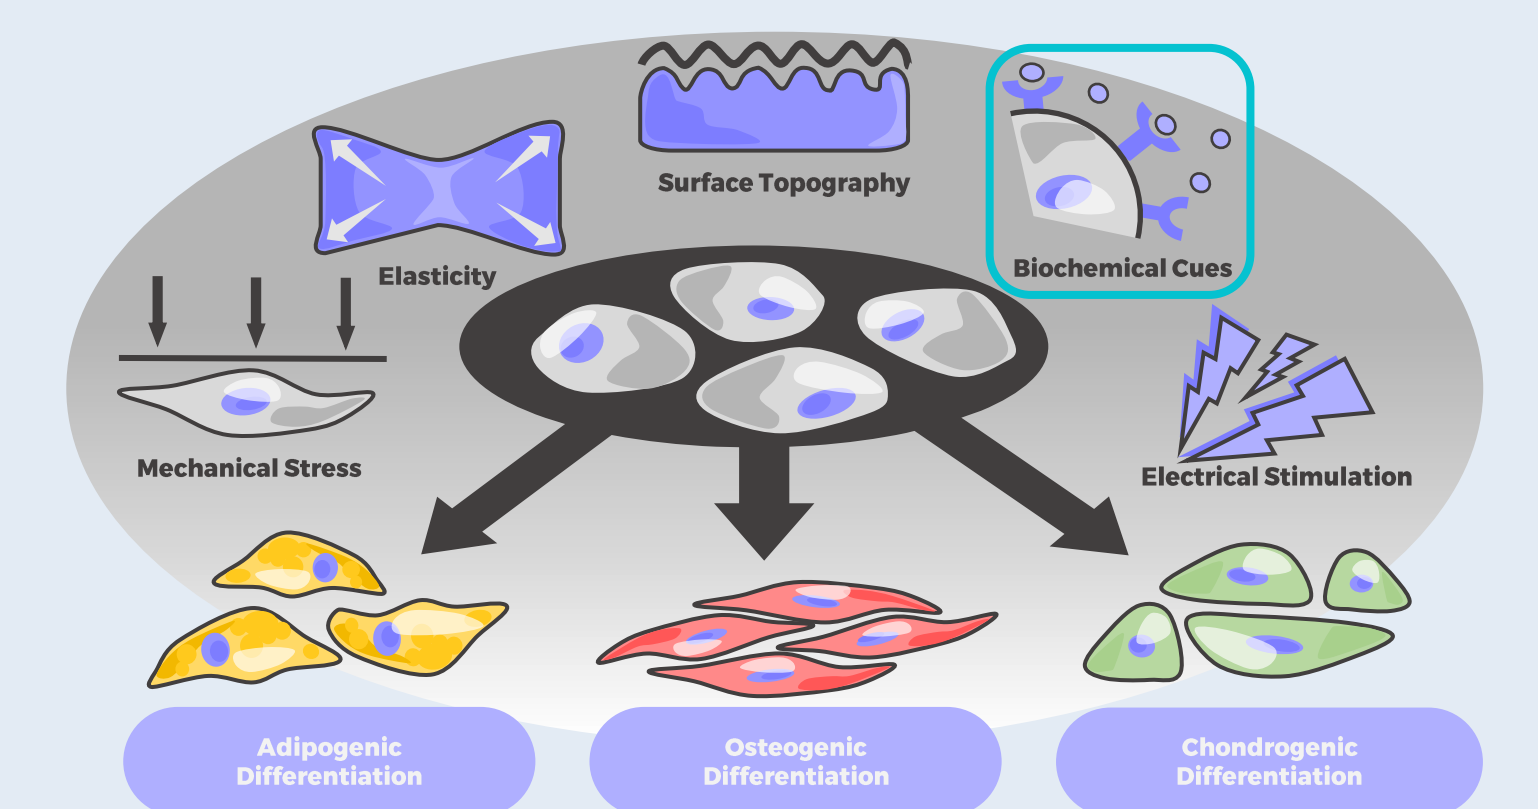 Surface Topography
Biochemical Cues
Elasticity
Mechanical Stress
Electrical Stimulation
Adipogenic
Differentiation
Osteogenic
Differentiation
Chondrogenic
Differentiation